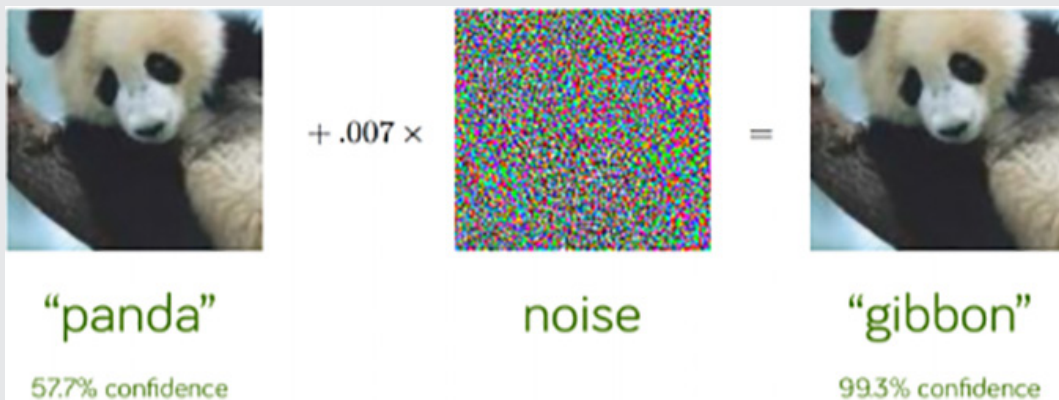 + .007 ×
=
“panda”
noise
“gibbon”
57.7% confidence
99.3% confidence